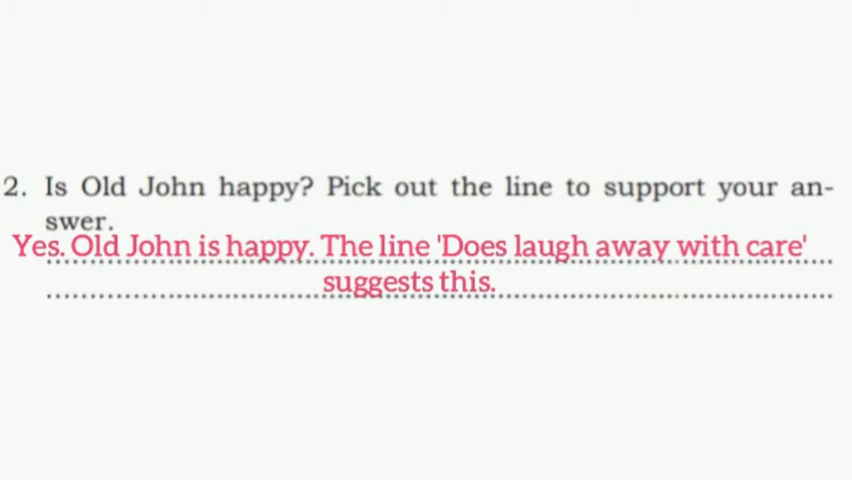 2. Is Old John happy? Pick out the line to support your an-
swer.
Yes. Old John is happy. The line 'Does laugh away with care'
suggests this.